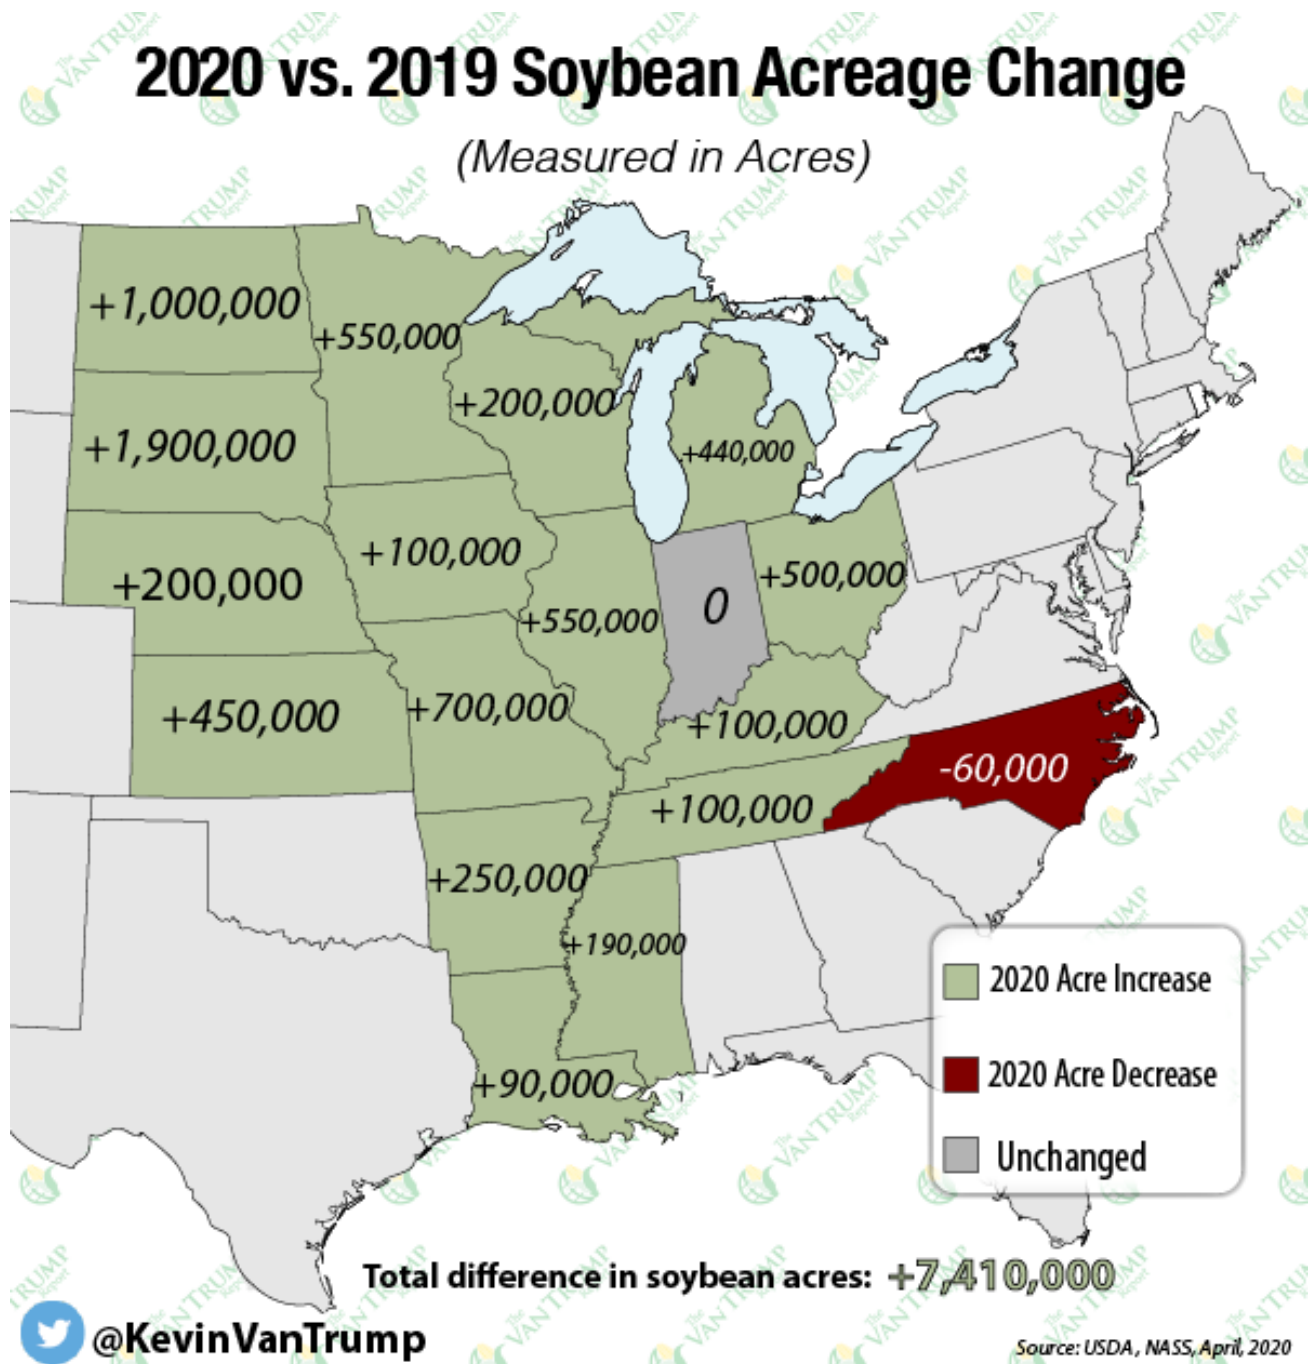 2020 vs. 2019 Soybean Acreage Change
(Measured in Acres)
+1,000,000
+550,000
+200,000
+1,900,000
+440,000
+100,000
+200,000
+500,000
0
+550,000
+450,000
+700,000
+100,000
-60,000
+100,000
+250,000
+190,000
+90,000
2020 Acre Increase
2020 Acre Decrease
Unchanged
Total difference in soybean acres: +7,410,000
@KevinVanTrump
Source: USDA, NASS, April, 2020
The
VANTRUMP
Report